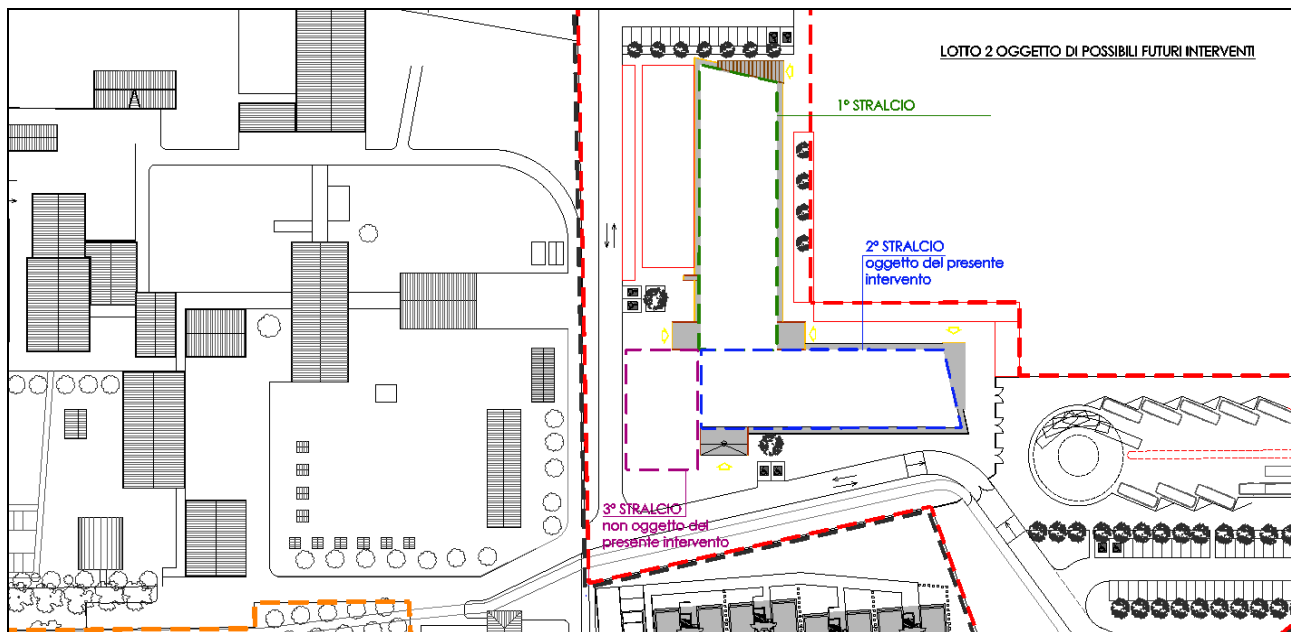 LOTTO 2 OGGETTO DI POSSIBILI FUTURI INTERVENTI
1° STRALCIO
2° STRALCIO
oggetto del presente
intervento
3° STRALCIO
non oggetto del
presente intervento